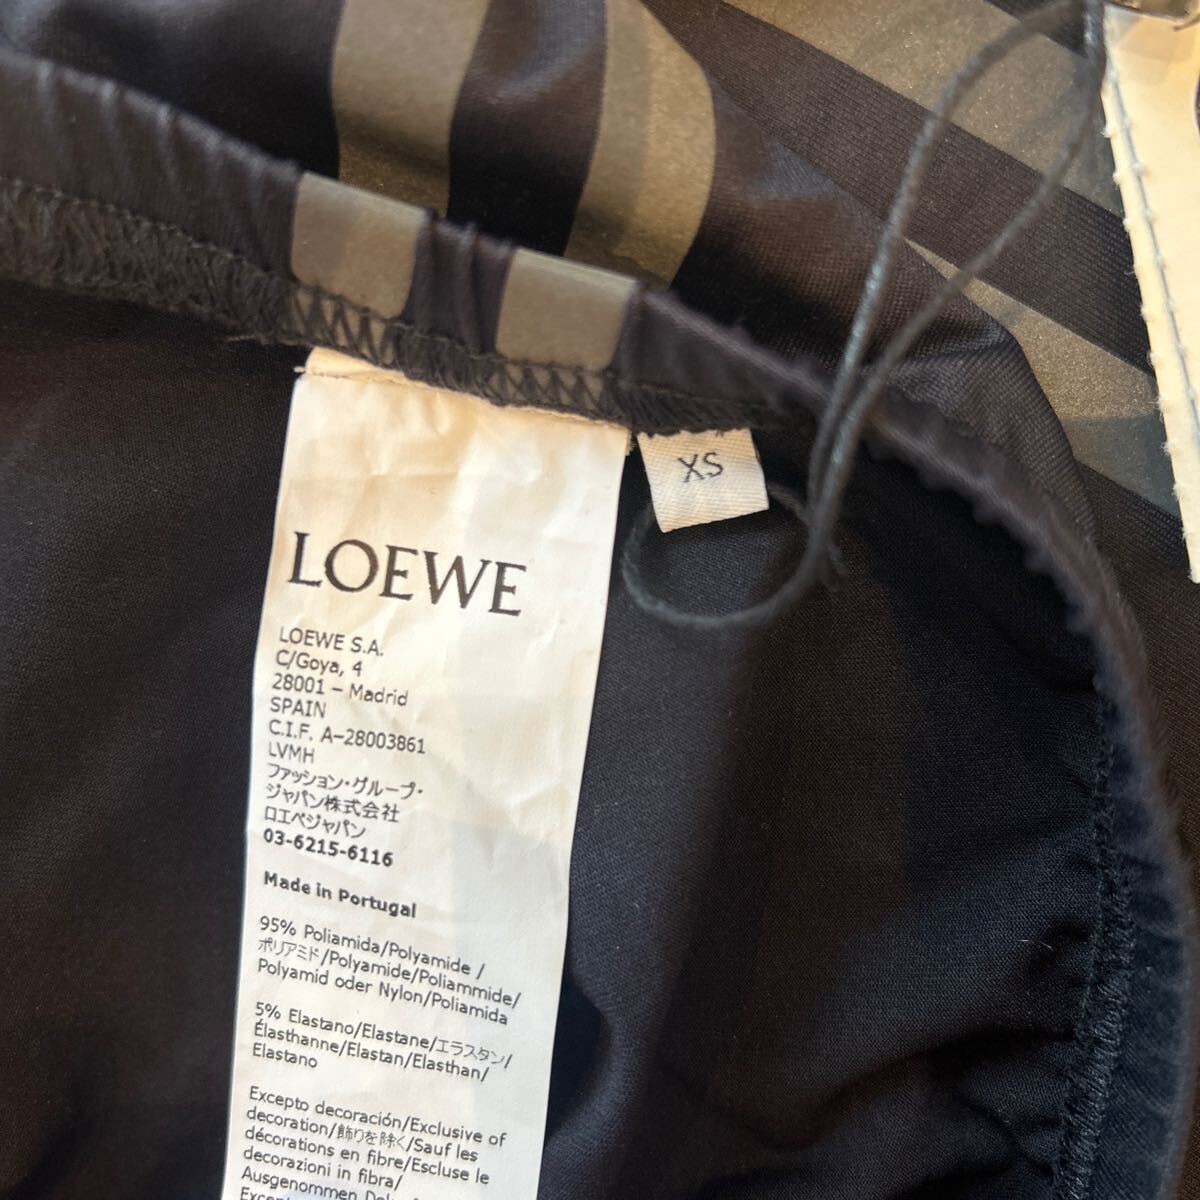 XS
LOEWE
LOEWE S.A.
C/Goya, 4
28001 – Madrid
SPAIN
C.I.F. A-28003861
LVMH
ファッション・グループ・
ジャパン株式会社
ロエベジャパン
03-6215-6116
Made in Portugal
95% Poliamida/Polyamide /
ポリアミド/Polyamide/Poliammide/
Polyamid oder Nylon/Poliamida
5% Elastano/Elastane/エラスタン/
Élasthanne/Elastan/Elasthan/
Elastano
Excepto decoración/Exclusive of
decoration/飾りを除く/Sauf les
décorations en fibre/Escluse le
decorazioni in fibra/
Ausgenommen